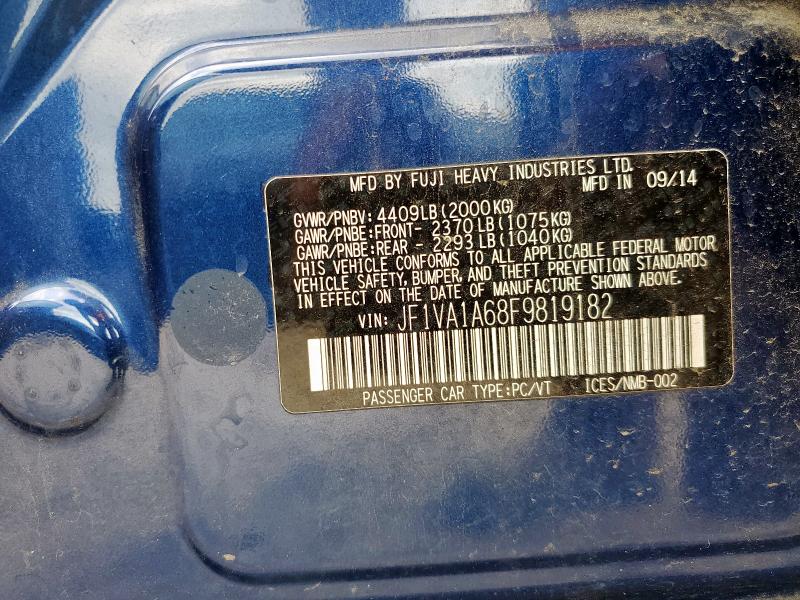 MFD BY FUJI HEAVY INDUSTRIES LTD.
MFD IN 09/14
GVWR/PNBV: 4409LB(2000KG)
GAWR/PNBE:FRONT- 2370LB(1075KG)
GAWR/PNBE:REAR - 2293LB(1040KG)
THIS VEHICLE CONFORMS TO ALL APPLICABLE FEDERAL MOTOR
VEHICLE SAFETY, BUMPER, AND THEFT PREVENTION STANDARDS
IN EFFECT ON THE DATE OF MANUFACTURE SHOWN ABOVE.
VIN: JF1VA1A68F9819182
PASSENGER CAR TYPE:PC/VT ICES/NMB-002